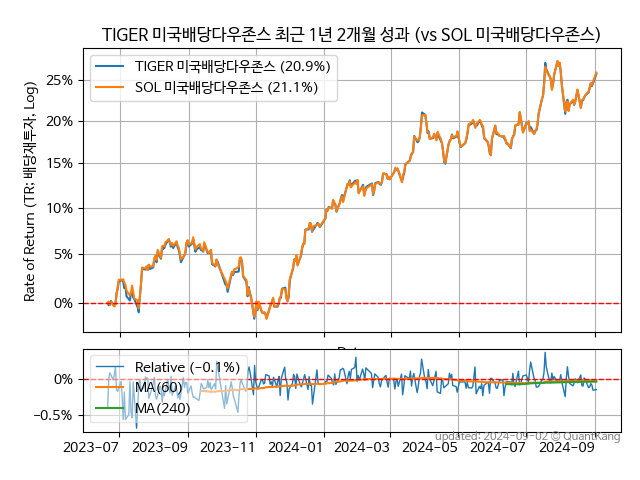 TIGER 미국배당다우존스 최근 1년 2개월 성과 (vs SOL 미국배당다우존스)
TIGER 미국배당다우존스 (20.9%)
SOL 미국배당다우존스 (21.1%)
Rate of Return (TR: 배당재투자, Log)
25%
20%
15%
10%
5%
0%
Relative (−0.1%)
MA(60)
MA(240)
0%
−0.5%
updated: 2024-09-02 © QuantKang
2023-07 2023-09 2023-11 2024-01 2024-03 2024-05 2024-07 2024-09